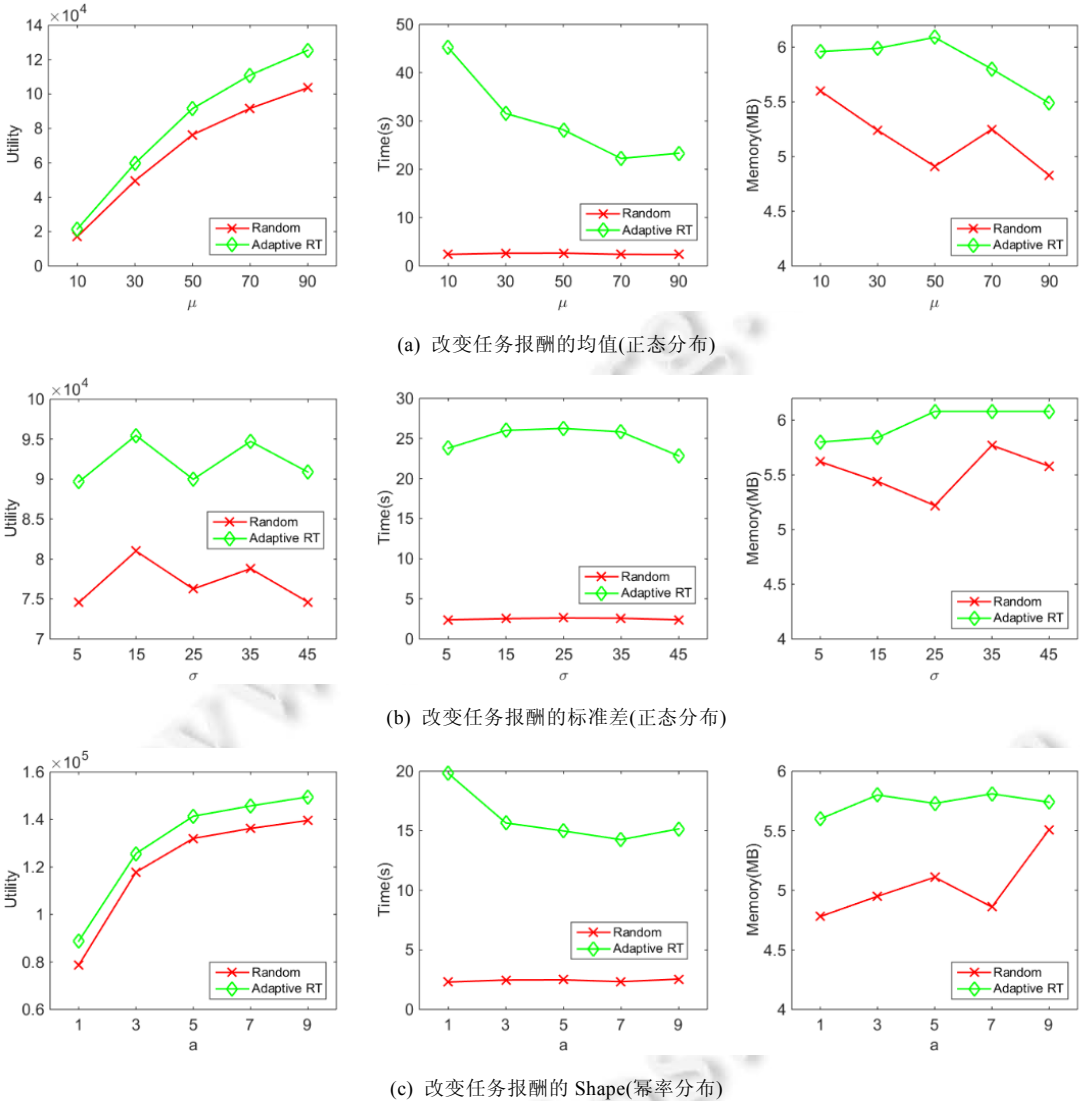 ×10⁴
14
12
10
8
6
4
2
0
Utility
10 30 50 70 90
μ
Random
Adaptive RT
50
40
30
20
10
0
Time(s)
10 30 50 70 90
μ
Random
Adaptive RT
6
5.5
5
4.5
4
Memory(MB)
10 30 50 70 90
μ
Random
Adaptive RT
(a) 改变任务报酬的均值(正态分布)
×10⁴
10
9.5
9
8.5
8
7.5
7
Utility
5 15 25 35 45
σ
Random
Adaptive RT
30
25
20
15
10
5
0
Time(s)
5 15 25 35 45
σ
Random
Adaptive RT
6
5.5
5
4.5
4
Memory(MB)
5 15 25 35 45
σ
Random
Adaptive RT
(b) 改变任务报酬的标准差(正态分布)
×10⁵
1.6
1.4
1.2
1
0.8
0.6
Utility
1 3 5 7 9
a
Random
Adaptive RT
20
15
10
5
0
Time(s)
1 3 5 7 9
a
Random
Adaptive RT
6
5.5
5
4.5
4
Memory(MB)
1 3 5 7 9
a
Random
Adaptive RT
(c) 改变任务报酬的 Shape(幂率分布)